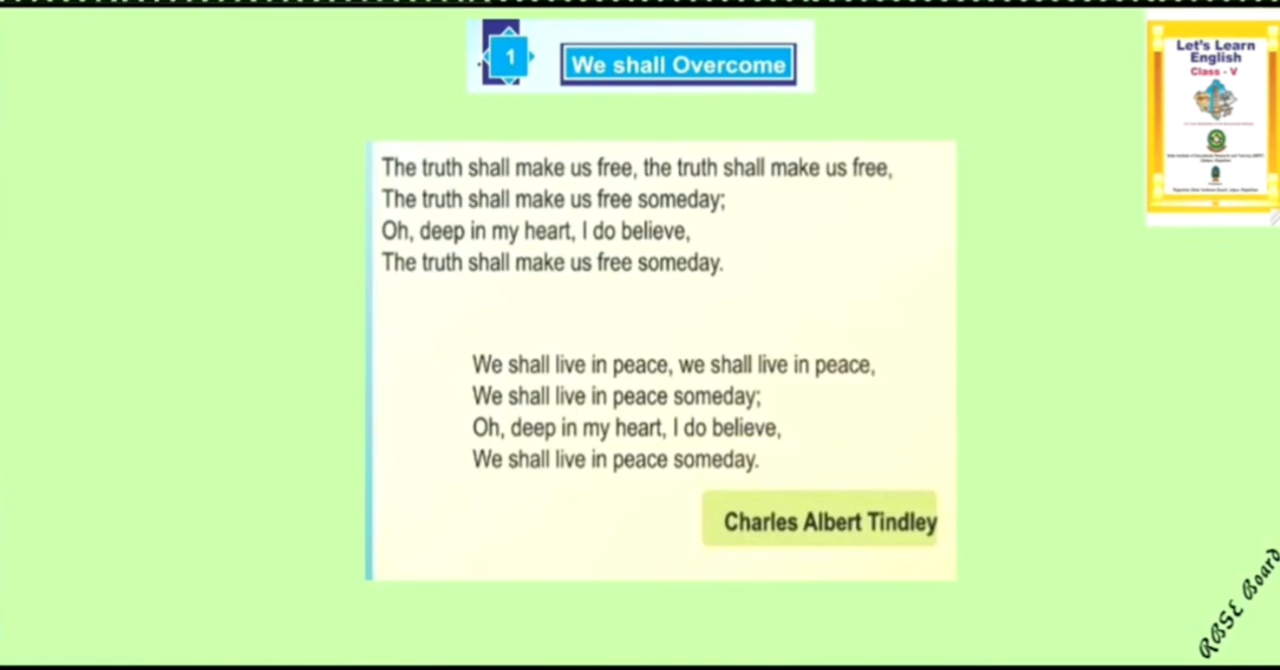 1
We shall Overcome
Let's Learn
English
Class - V
The truth shall make us free, the truth shall make us free,
The truth shall make us free someday;
Oh, deep in my heart, I do believe,
The truth shall make us free someday.
We shall live in peace, we shall live in peace,
We shall live in peace someday;
Oh, deep in my heart, I do believe,
We shall live in peace someday.
Charles Albert Tindley
RBSE Board